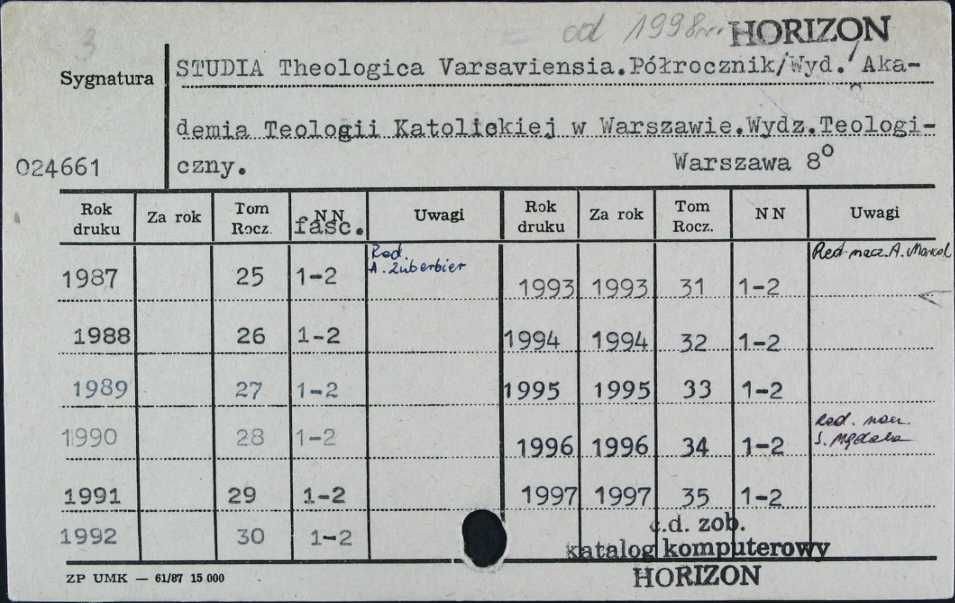 3 od 1998r. HORIZON
Sygnatura STUDIA Theologica Varsaviensia.Półrocznik/Wyd./Aka-
demia Teologii Katolickiej w Warszawie.Wydz.Teologi-
024661 czny. Warszawa 8°
Rok druku Za rok Tom Rocz. NN fasc. Uwagi Rok druku Za rok Tom Rocz. NN Uwagi
1987 25 1-2 Red. A. Zuberbier 1993 1993 31 1-2 Red. nacz. A.
1988 26 1-2 1994 1994 32 1-2
1989 27 1-2 1995 1995 33 1-2
1990 28 1-2 1996 1996 34 1-2 Red. nacz. S.
1991 29 1-2 1997 1997 35 1-2
1992 30 1-2 c.d. zob.
katalog komputerowy
ZP UMK — 61/87 15 000 HORIZON